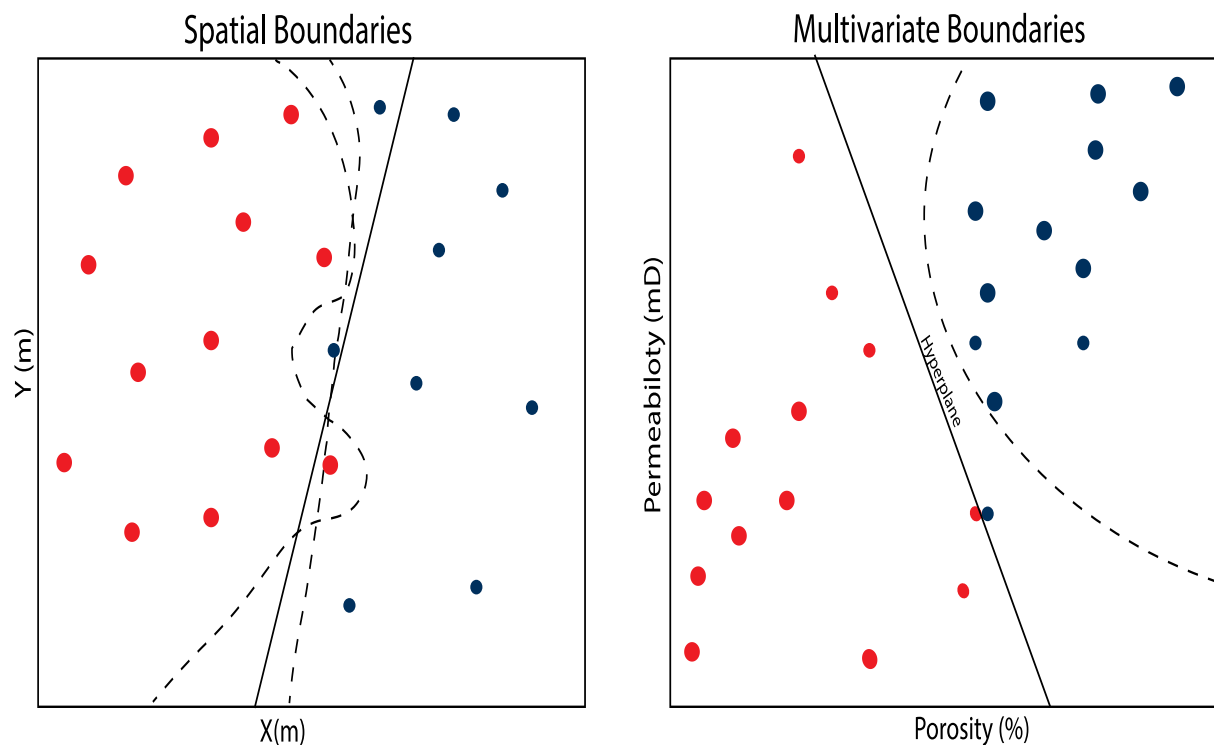 Spatial Boundaries
Y (m)
X(m)
Multivariate Boundaries
Permeabiloty (mD)
Hyperplane
Porosity (%)